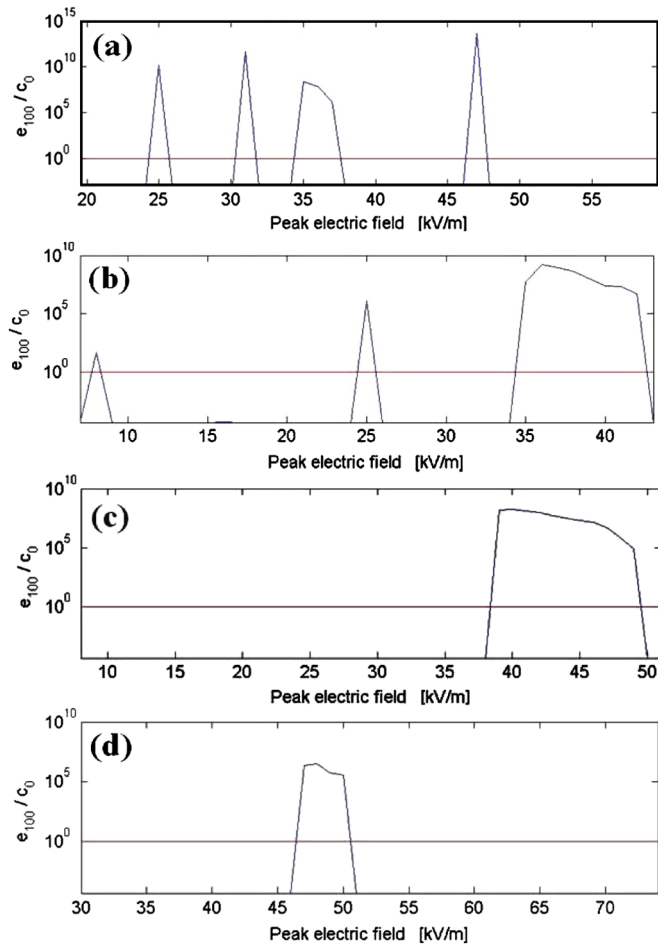 (a)
10^15
10^10
10^5
10^0
e_100 / c_0
20 25 30 35 40 45 50 55
Peak electric field [kV/m]
(b)
10^10
10^5
10^0
e_100 / c_0
10 15 20 25 30 35 40
Peak electric field [kV/m]
(c)
10^10
10^5
10^0
e_100 / c_0
10 15 20 25 30 35 40 45 50
Peak electric field [kV/m]
(d)
10^10
10^5
10^0
e_100 / c_0
30 35 40 45 50 55 60 65 70
Peak electric field [kV/m]